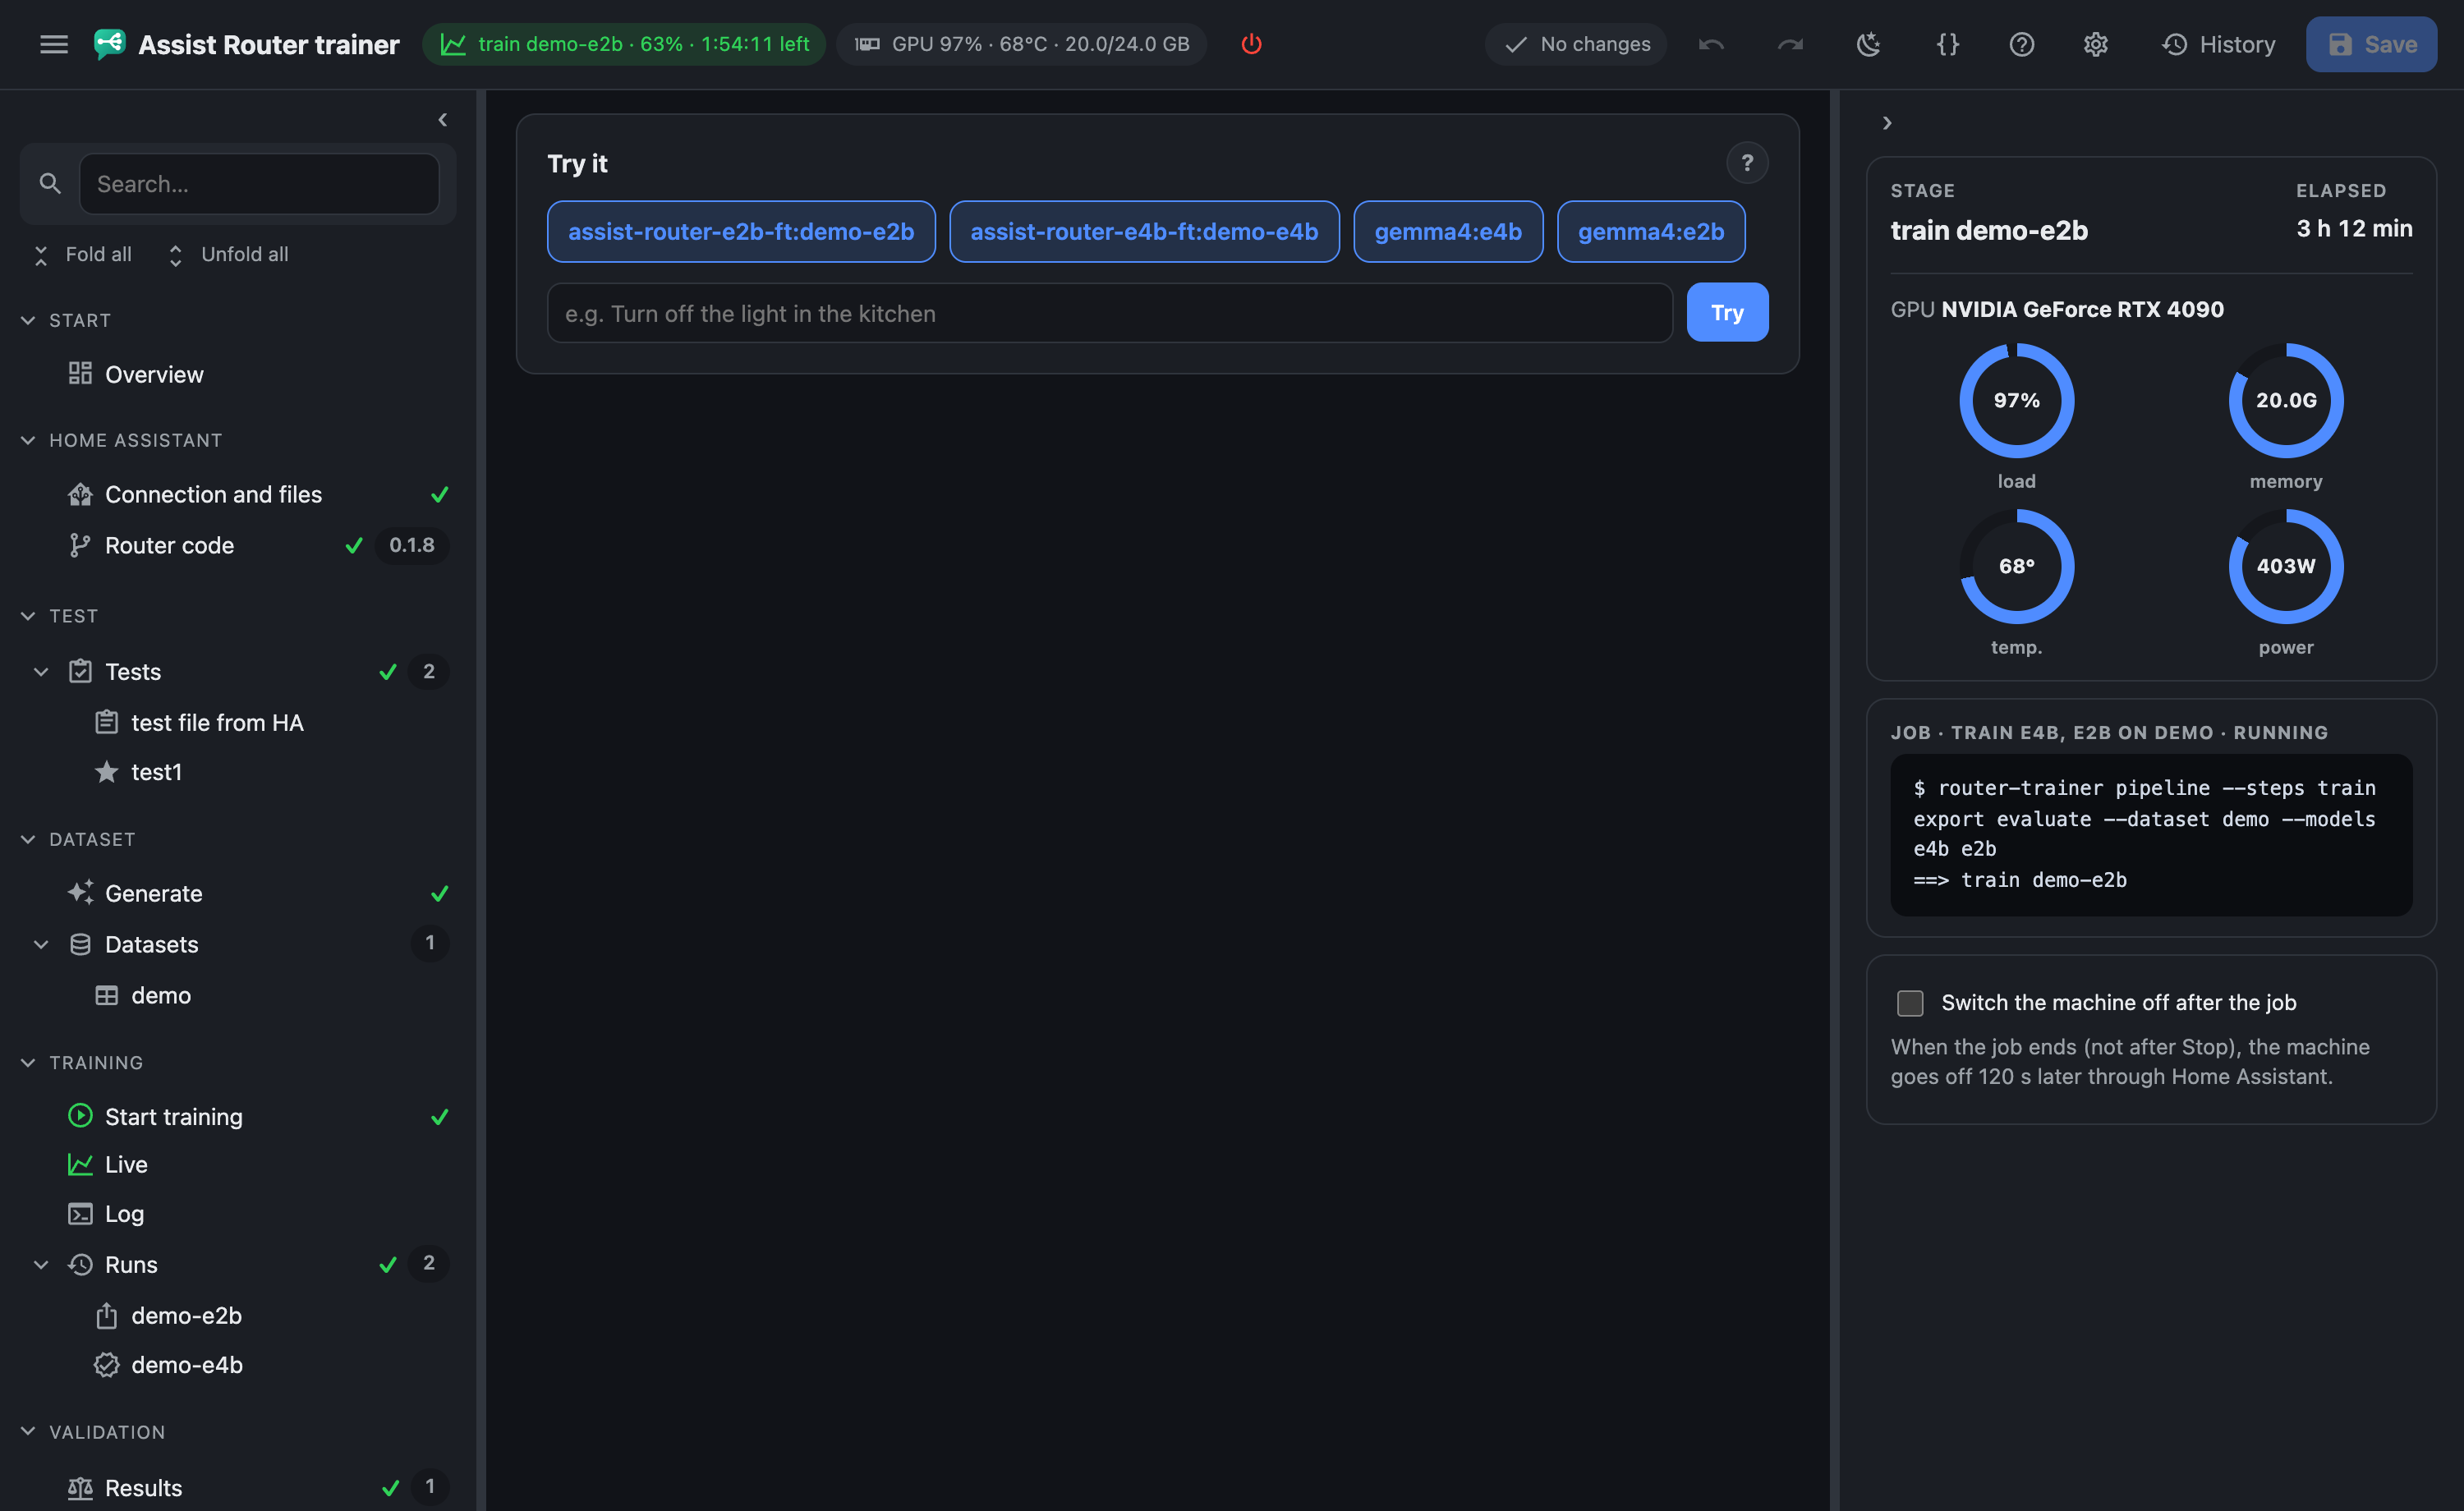 Assist Router trainer
train demo-e2b · 63% · 1:54:11 left
GPU 97% · 68°C · 20.0/24.0 GB
No changes
{}
History
Save
Search...
Fold all
Unfold all
START
Overview
HOME ASSISTANT
Connection and files
Router code
0.1.8
TEST
Tests
2
test file from HA
test1
DATASET
Generate
Datasets
1
demo
TRAINING
Start training
Live
Log
Runs
2
demo-e2b
demo-e4b
VALIDATION
Results
1
Try it
?
assist-router-e2b-ft:demo-e2b
assist-router-e4b-ft:demo-e4b
gemma4:e4b
gemma4:e2b
e.g. Turn off the light in the kitchen
Try
STAGE
ELAPSED
train demo-e2b
3 h 12 min
GPU NVIDIA GeForce RTX 4090
97%
load
20.0G
memory
68°
temp.
403W
power
JOB · TRAIN E4B, E2B ON DEMO · RUNNING
$ router-trainer pipeline --steps train
export evaluate --dataset demo --models
e4b e2b
==> train demo-e2b
Switch the machine off after the job
When the job ends (not after Stop), the machine
goes off 120 s later through Home Assistant.